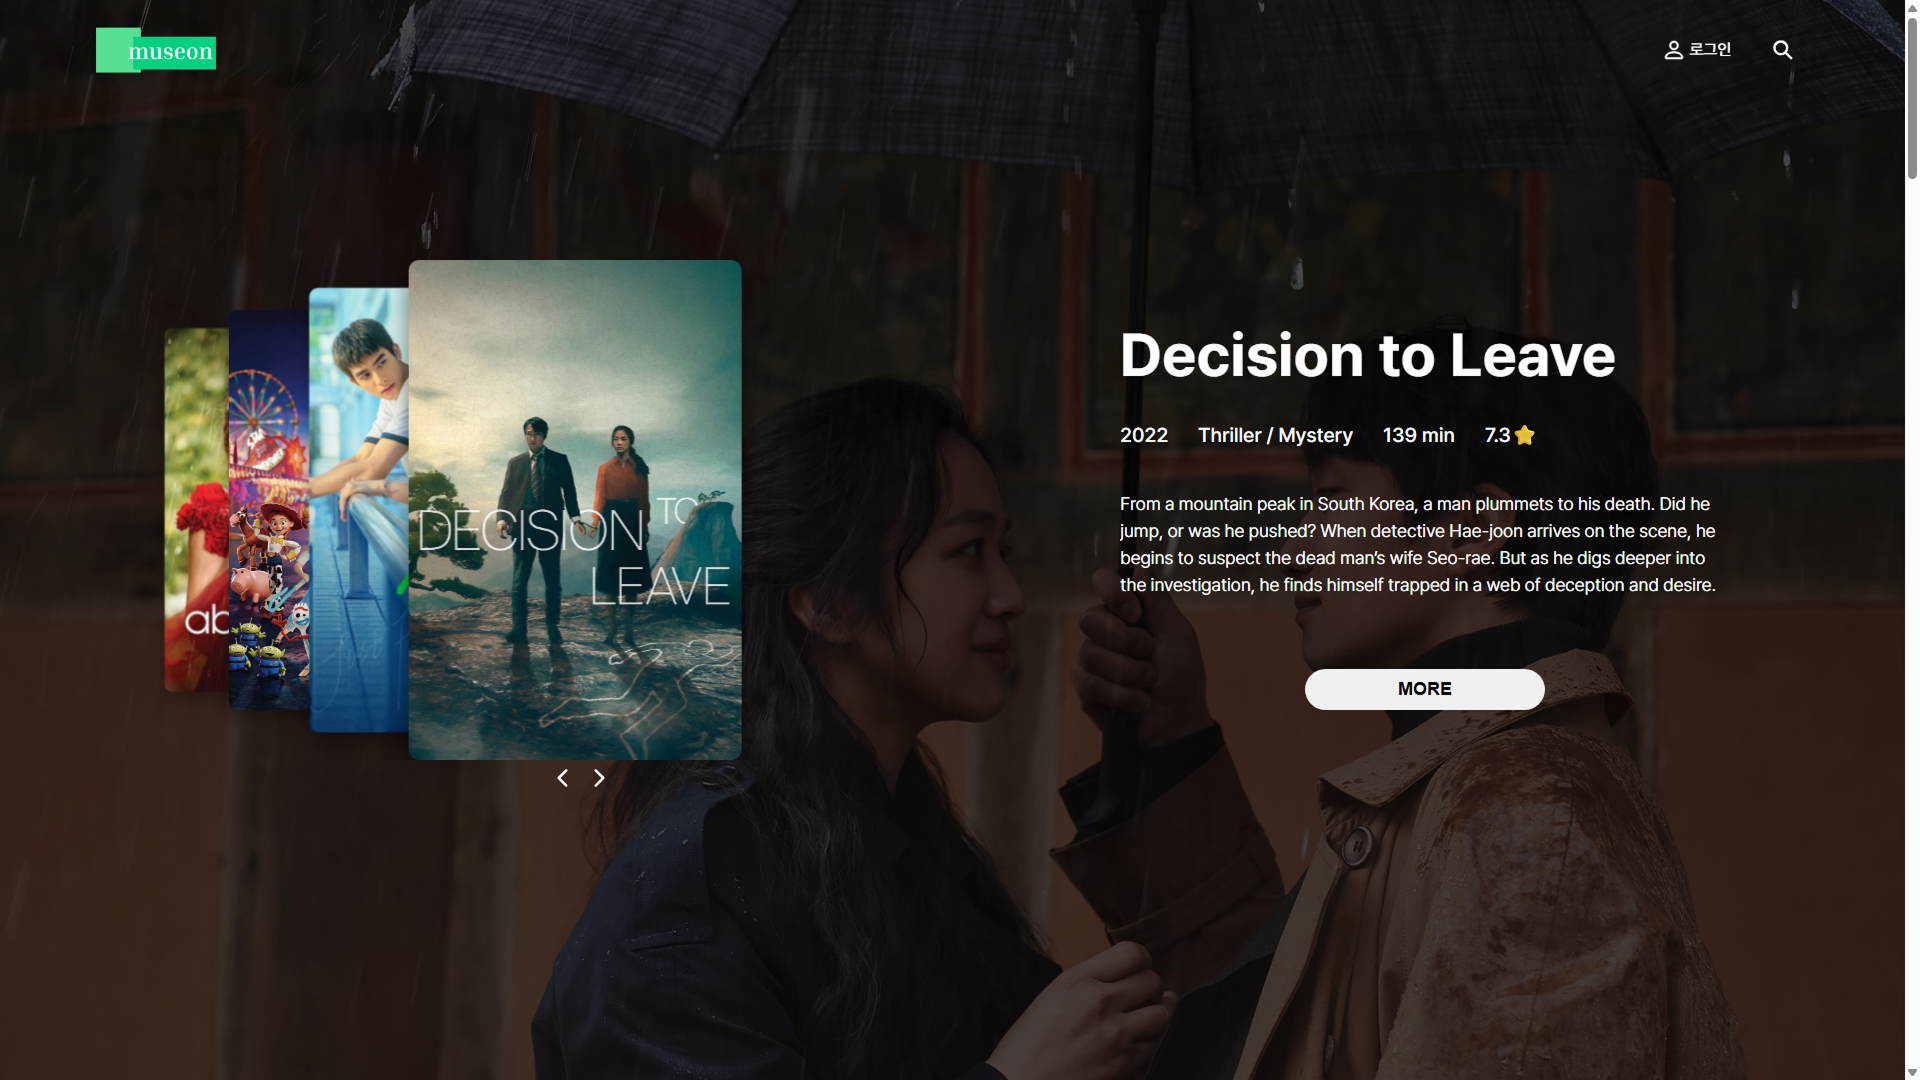 museon
로그인
ab
DECISION
TO
LEAVE
Decision to Leave
2022 Thriller / Mystery 139 min 7.3
From a mountain peak in South Korea, a man plummets to his death. Did he
jump, or was he pushed? When detective Hae-joon arrives on the scene, he
begins to suspect the dead man’s wife Seo-rae. But as he digs deeper into
the investigation, he finds himself trapped in a web of deception and desire.
MORE